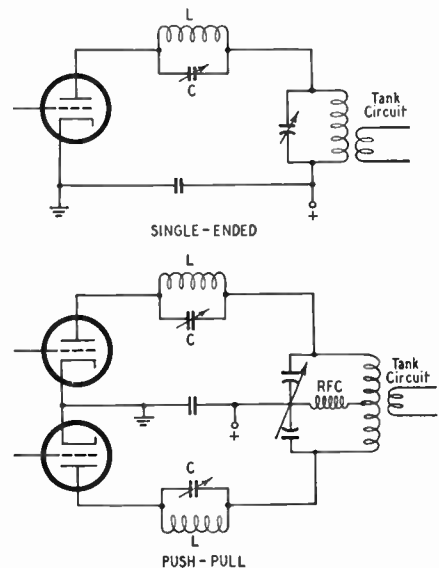 L
C
Tank
Circuit
+
SINGLE-ENDED
L
C
RFC
Tank
Circuit
+
C
L
PUSH-PULL